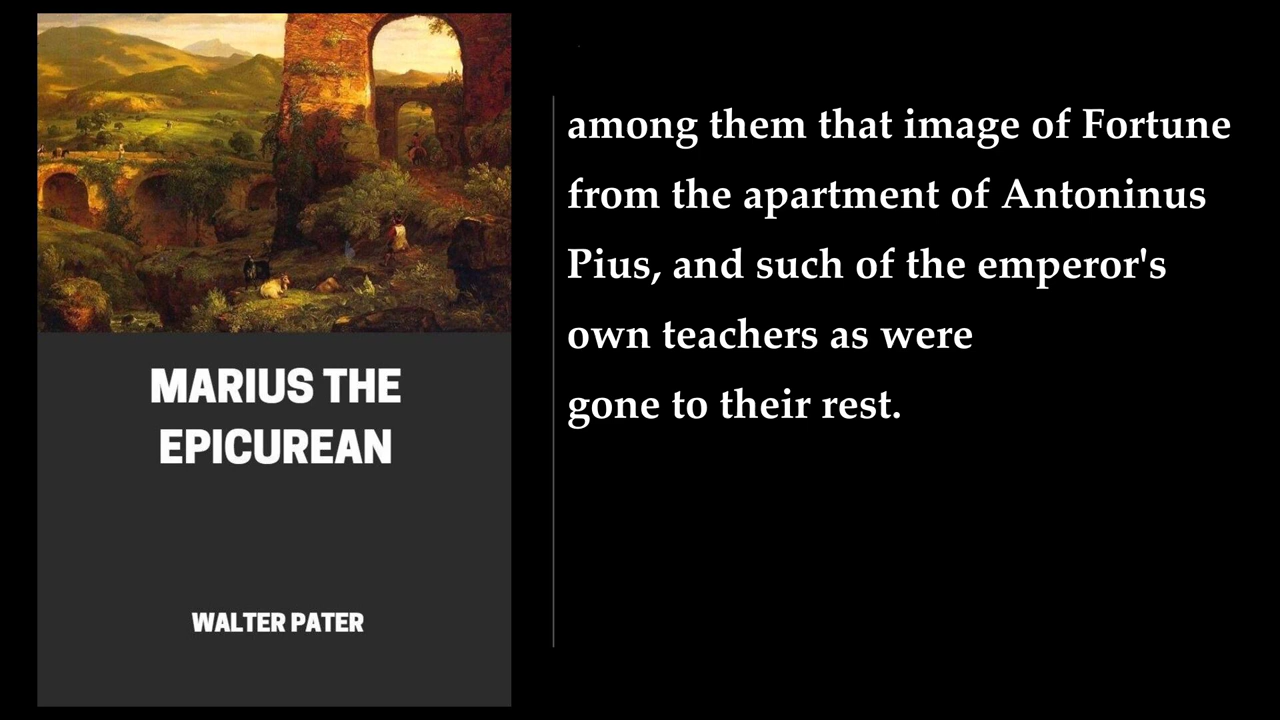 MARIUS THE
EPICUREAN
WALTER PATER
among them that image of Fortune
from the apartment of Antoninus
Pius, and such of the emperor's
own teachers as were
gone to their rest.